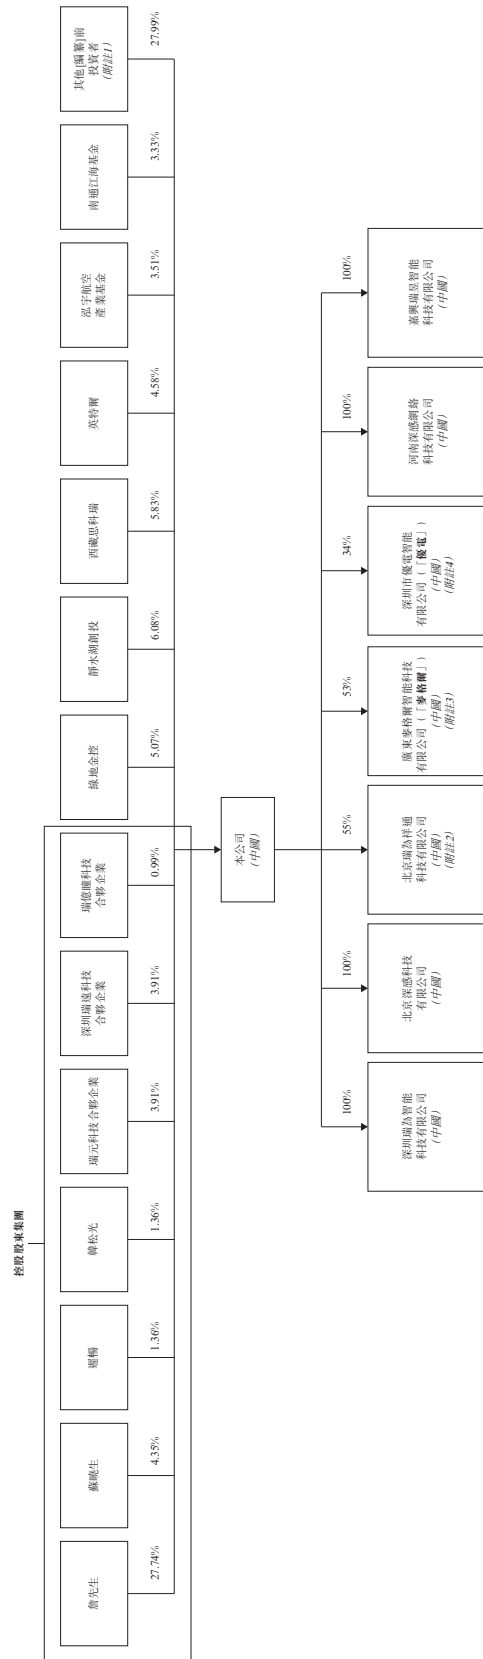 控股股東集團
詹先生
蘇曉生
遲暢
韓松光
瑞元科技合夥企業
深圳瑞遠科技
合夥企業
瑞億瞳科技
合夥企業
綠地金控
靜水湖創投
西藏思科瑞
英特爾
泓宇航空
產業基金
南通江海基金
其他[編纂]前
投資者
(附註1)
27.74%
4.35%
1.36%
1.36%
3.91%
3.91%
0.99%
5.07%
6.08%
5.83%
4.58%
3.51%
3.33%
27.99%
本公司
(中國)
100%
100%
55%
53%
34%
100%
100%
深圳瑞為智能
科技有限公司
(中國)
北京深感科技
有限公司
(中國)
北京瑞為祥通
科技有限公司
(中國)
(附註2)
廣東麥格爾智能科技
有限公司(「麥格爾」)
(中國)
(附註3)
深圳市優電智能
有限公司(「優電」)
(中國)
(附註4)
河南深感網絡
科技有限公司
(中國)
嘉興瑞昱智能
科技有限公司
(中國)